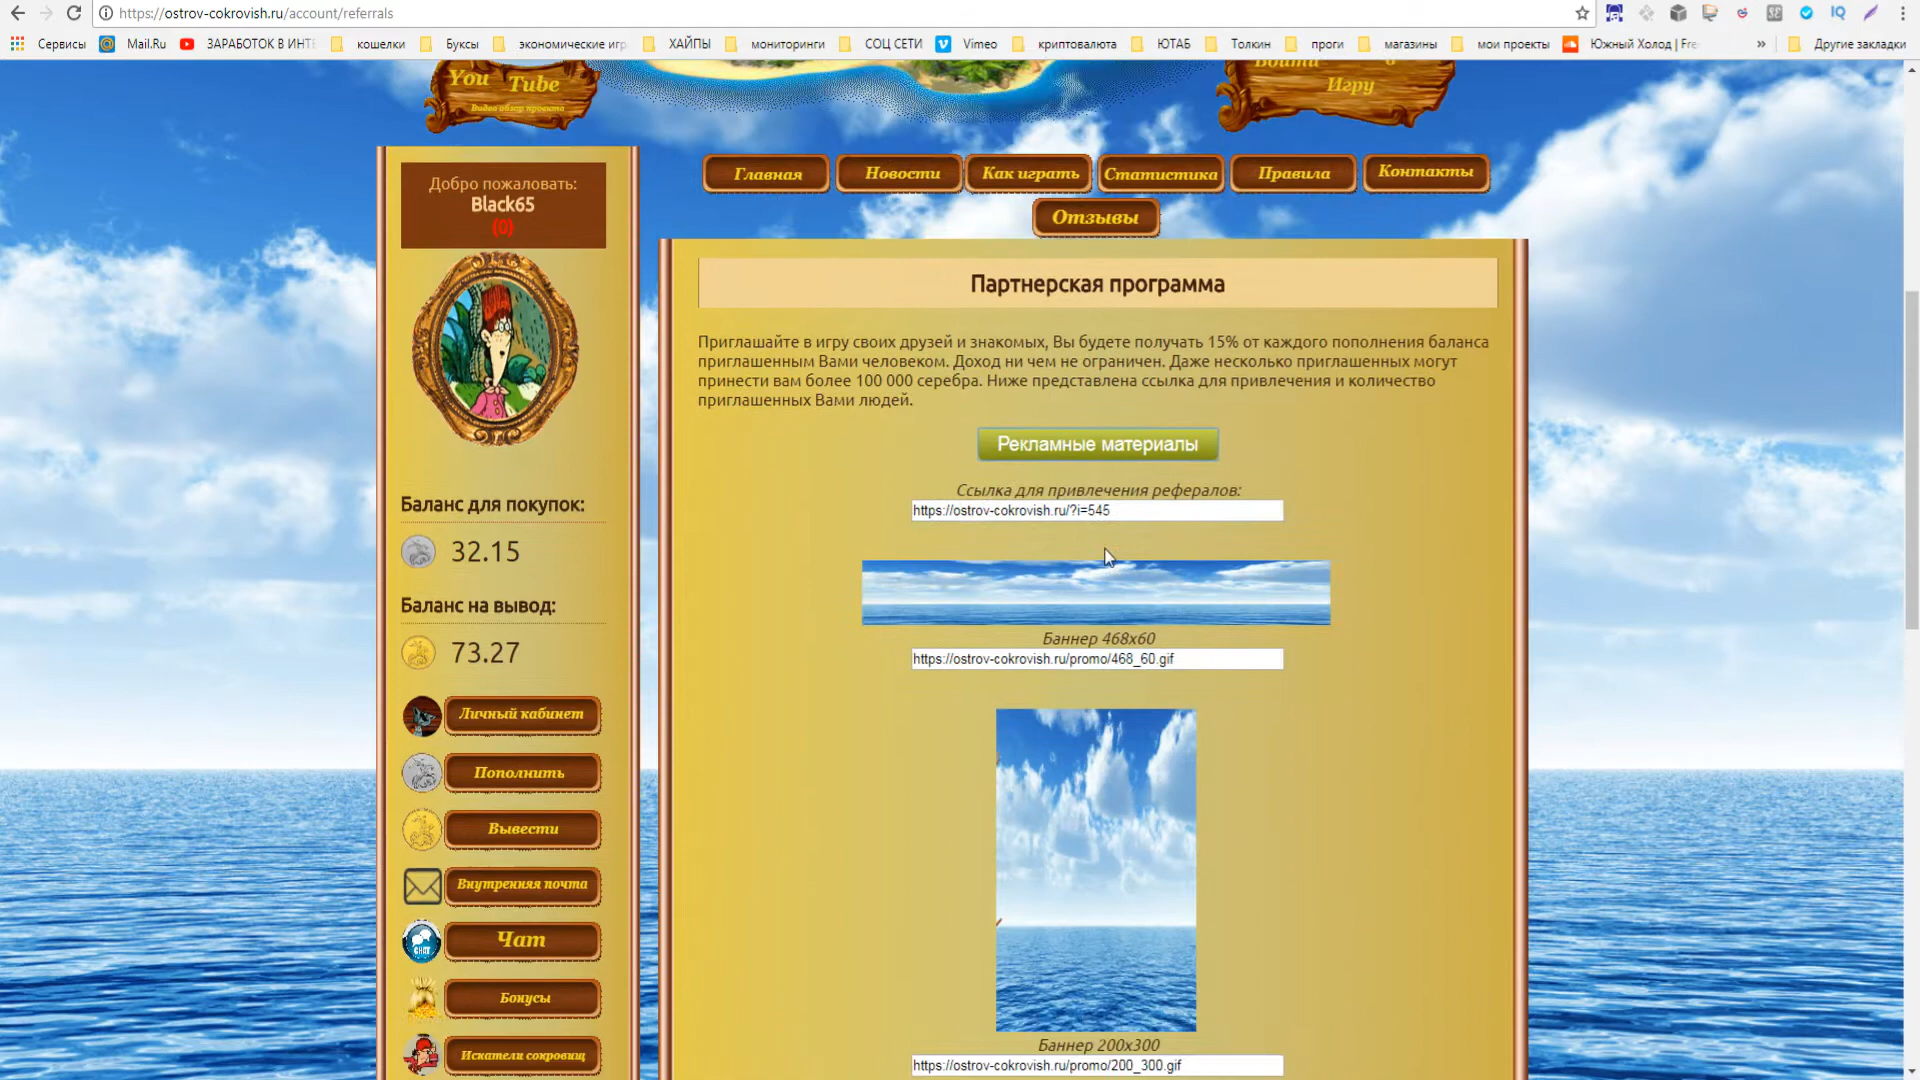 https://ostrov-cokrovish.ru/account/referrals
Сервисы Mail.Ru ЗАРАБОТОК В ИНТЕ кошелки Буксы экономические игр ХАЙПЫ мониторинги СОЦ СЕТИ Vimeo криптовалюта ЮТАБ Толкин проги магазины мои проекты Южный Холод | Fre » Другие закладки
You Tube
Видео обзор проекта
Войти в
Игру
Добро пожаловать:
Black65
(0)
Главная Новости Как играть Статистика Правила Контакты
Отзывы
Партнерская программа
Приглашайте в игру своих друзей и знакомых, Вы будете получать 15% от каждого пополнения баланса
приглашенным Вами человеком. Доход ни чем не ограничен. Даже несколько приглашенных могут
принести вам более 100 000 серебра. Ниже представлена ссылка для привлечения и количество
приглашенных Вами людей.
Рекламные материалы
Ссылка для привлечения рефералов:
https://ostrov-cokrovish.ru/?i=545
Баннер 468x60
https://ostrov-cokrovish.ru/promo/468_60.gif
Баннер 200x300
https://ostrov-cokrovish.ru/promo/200_300.gif
Баланс для покупок:
32.15
Баланс на вывод:
73.27
Личный кабинет
Пополнить
Вывести
Внутренняя почта
CHAT
Чат
Бонусы
Искатели сокровищ